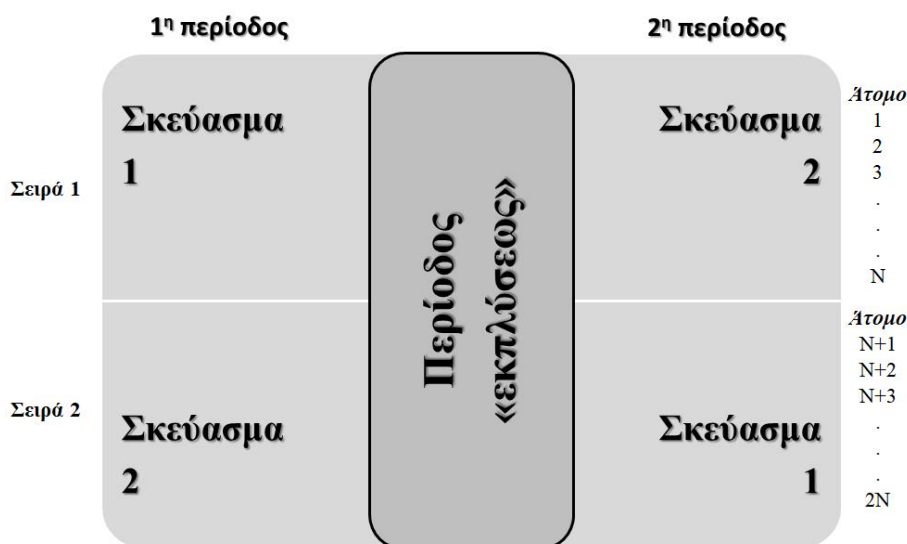 1η περίοδος
2η περίοδος
Σκεύασμα
1
Σκεύασμα
2
Σειρά 1
Περίοδος
«εκπλύσεως»
Άτομο
1
2
3
.
.
.
N
Σκεύασμα
2
Σκεύασμα
1
Σειρά 2
Άτομο
N+1
N+2
N+3
.
.
.
2N